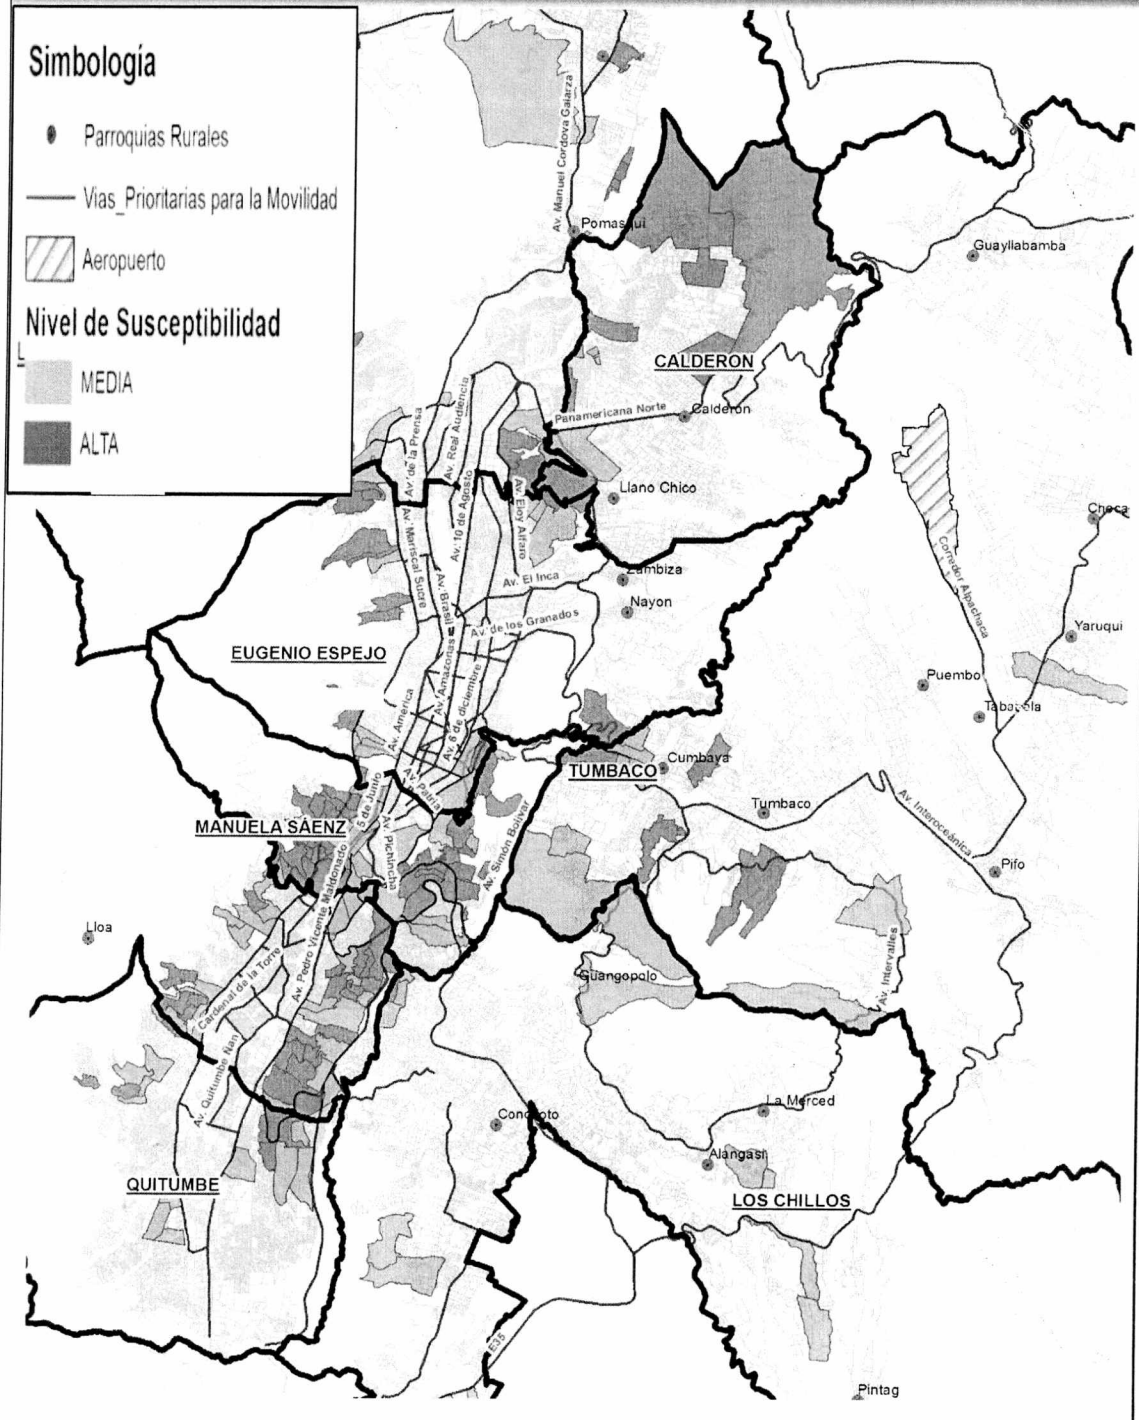 Simbología
Parroquias Rurales
Vias_Prioritarias para la Movilidad
Aeropuerto
Nivel de Susceptibilidad
MEDIA
ALTA
L
Av. Manuel Cordova Galarza
Pomasqui
Guayllabamba
CALDERON
Panamericana Norte
Calderon
Av. de la Prensa
Av. Real Audiencia
Llano Chico
Checa
Av. Mariscal Sucre
Av. 10 de Agosto
Av. Eloy Alfaro
Corredor Alpachaca
Zambiza
Av. El Inca
Av. Brasil
Nayon
Av. de los Granados
Yaruqui
EUGENIO ESPEJO
Av. Amazonas
Puembo
Av. America
Av. 6 de diciembre
Tababela
Cumbaya
TUMBACO
Av. Patria
Tumbaco
Av. Interoceánica
5 de Junio
MANUELA SÁENZ
Av. Pichincha
Av. Simón Bolívar
Pifo
Av. Pedro Vicente Maldonado
Lloa
Cardenal de la Torre
Guangopolo
Av. Intervalles
Av. Quitumbe Ñan
La Merced
Conocoto
Alangasi
QUITUMBE
LOS CHILLOS
E35
Pintag